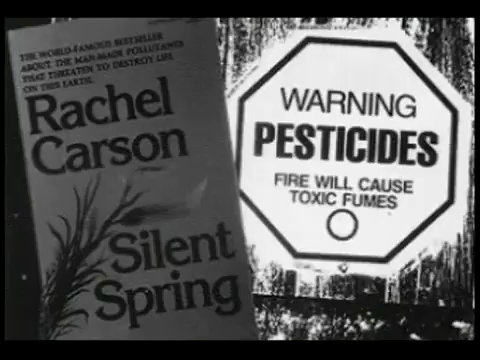 THE WORLD-FAMOUS BESTSELLER
ABOUT THE MAN-MADE POLLUTANTS
THAT THREATEN TO DESTROY LIFE
ON THIS EARTH.
Rachel
Carson
Silent
Spring
WARNING
PESTICIDES
FIRE WILL CAUSE
TOXIC FUMES